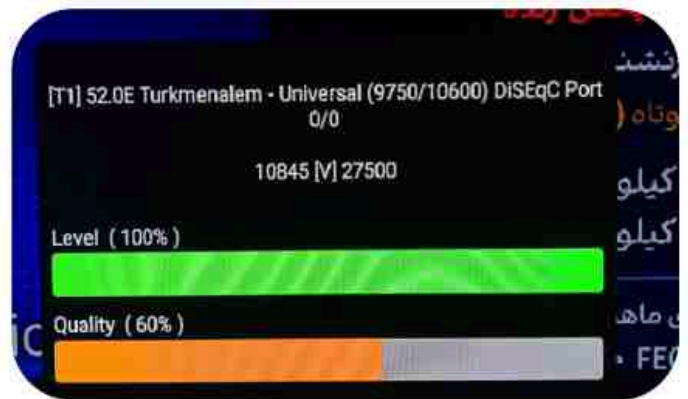 [T1] 52.0E Turkmenalem - Universal (9750/10600) DiSEqC Port
0/0
10845 [V] 27500
Level ( 100% )
Quality ( 60% )
کیلو
کیلو
FEC